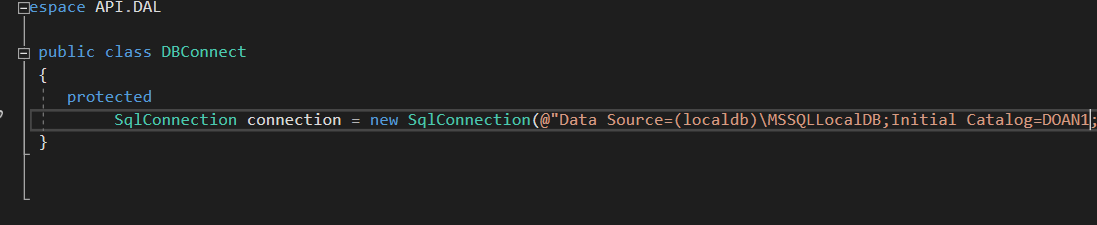 espace API.DAL
public class DBConnect
{
protected
SqlConnection connection = new SqlConnection(@"Data Source=(localdb)\MSSQLLocalDB;Initial Catalog=DOAN1;
}